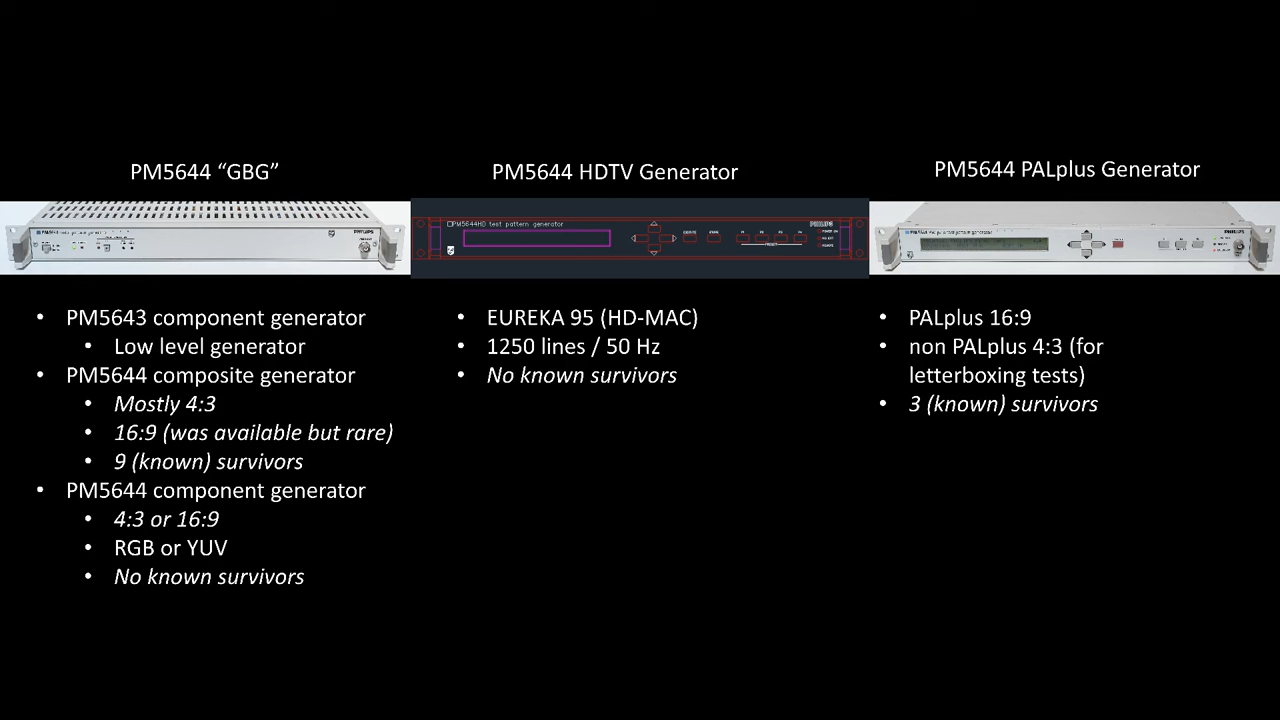 PM5644 “GBG”
PM5643 component generator
Low level generator
PM5644 composite generator
Mostly 4:3
16:9 (was available but rare)
9 (known) survivors
PM5644 component generator
4:3 or 16:9
RGB or YUV
No known survivors
PM5644 HDTV Generator
PM5644HD test pattern generator
PHILIPS
EUREKA 95 (HD-MAC)
1250 lines / 50 Hz
No known survivors
PM5644 PALplus Generator
PHILIPS
PALplus 16:9
non PALplus 4:3 (for
letterboxing tests)
3 (known) survivors